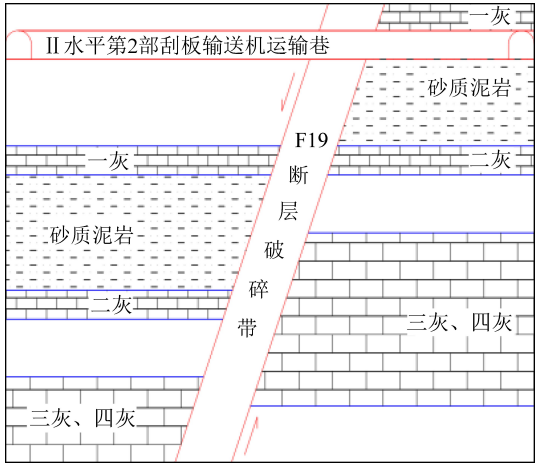 一灰
Ⅱ水平第2部刮板输送机运输巷
砂质泥岩
F19
断
层
破
碎
带
一灰
二灰
砂质泥岩
二灰
三灰、四灰
三灰、四灰